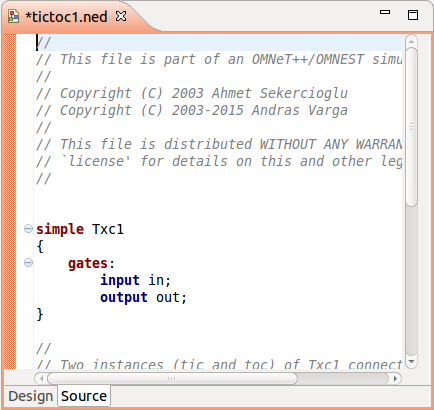 *tictoc1.ned
//
// This file is part of an OMNeT++/OMNEST simu
//
// Copyright (C) 2003 Ahmet Sekercioglu
// Copyright (C) 2003-2015 Andras Varga
//
// This file is distributed WITHOUT ANY WARRAN
// `license' for details on this and other leg
//
simple Txc1
{
gates:
input in;
output out;
}
//
// Two instances (tic and toc) of Txc1 connect
Design Source